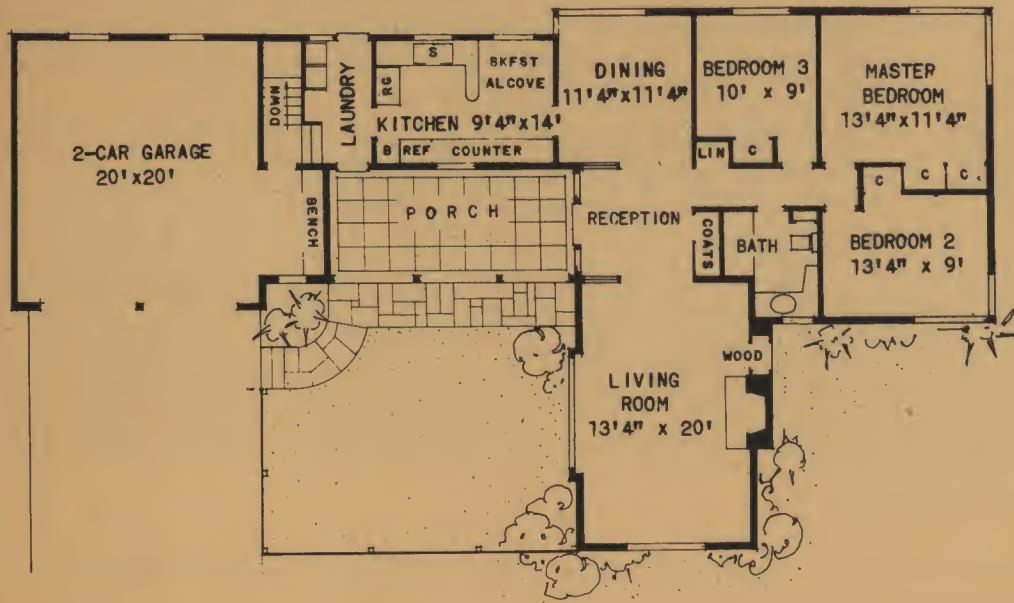 2-CAR GARAGE
20'x20'
DOWN
BENCH
LAUNDRY
S
RG
BKFST
ALCOVE
KITCHEN 9'4"x14'
B
REF
COUNTER
PORCH
DINING
11'4"x11'4"
RECEPTION
BEDROOM 3
10' x 9'
LIN
C
MASTER
BEDROOM
13'4"x11'4"
C
C
C
COATS
BATH
BEDROOM 2
13'4" x 9'
WOOD
LIVING
ROOM
13'4" x 20'